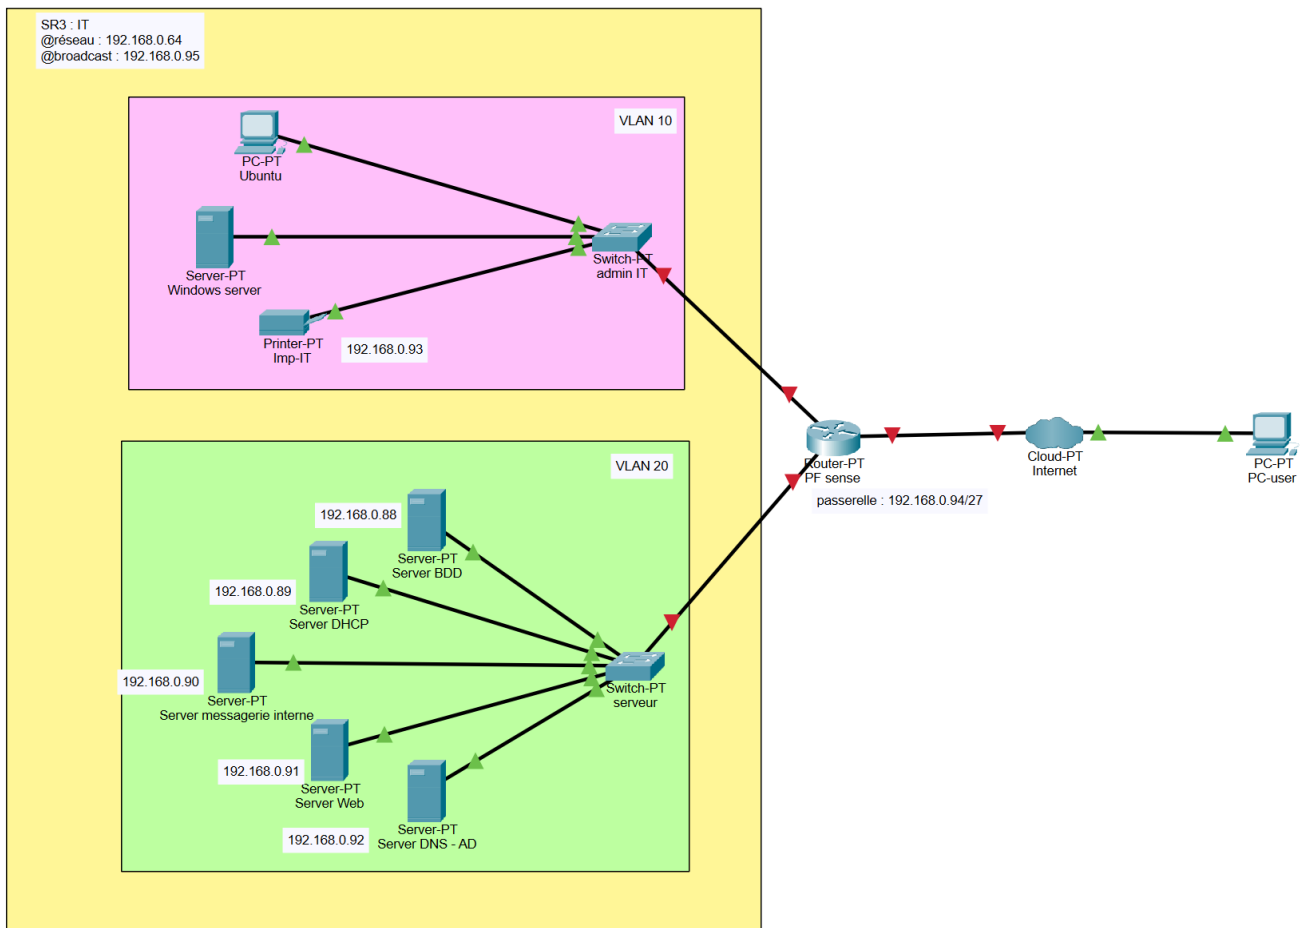 SR3 : IT
@réseau : 192.168.0.64
@broadcast : 192.168.0.95
VLAN 10
PC-PT
Ubuntu
Server-PT
Windows server
Switch-PT
admin IT
Printer-PT
Imp-IT
192.168.0.93
Router-PT
PF sense
passerelle : 192.168.0.94/27
Cloud-PT
Internet
PC-PT
PC-user
VLAN 20
192.168.0.88
Server-PT
Server BDD
192.168.0.89
Server-PT
Server DHCP
192.168.0.90
Server-PT
Server messagerie interne
Switch-PT
serveur
192.168.0.91
Server-PT
Server Web
192.168.0.92
Server-PT
Server DNS - AD